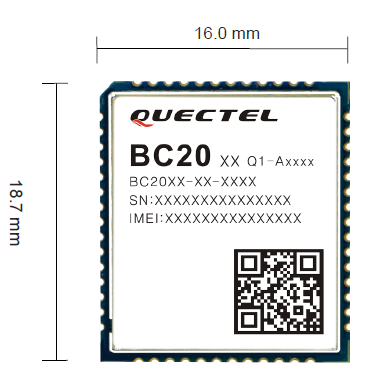 16.0 mm
18.7 mm
QUECTEL
BC20 XX Q1-Axxxx
BC20XX-XX-XXXX
SN:XXXXXXXXXXXXXXX
IMEI:XXXXXXXXXXXXXXX